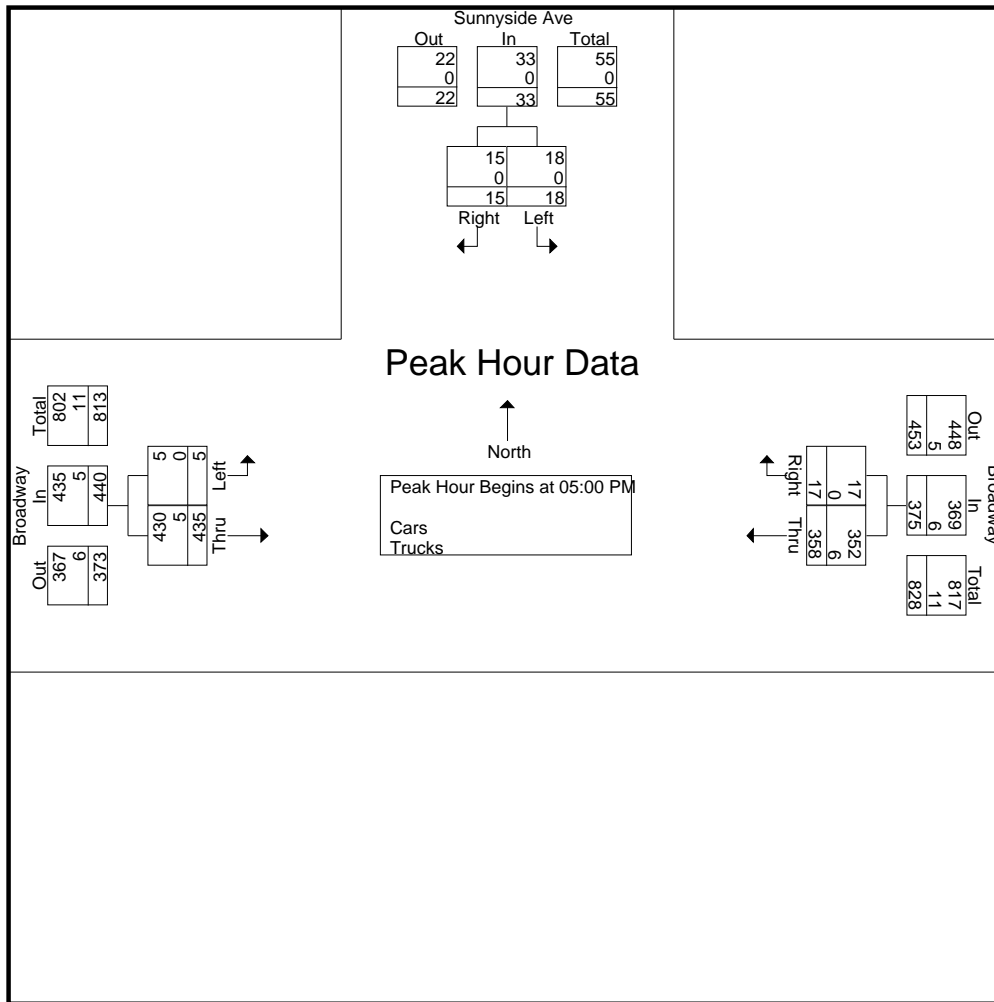 Sunnyside Ave
Out In Total
22 33 55
0 0 0
22 33 55
15 18
0 0
15 18
Right Left
Peak Hour Data
North
Peak Hour Begins at 05:00 PM
Cars
Trucks
Broadway
Out In Total
367 435 802
6 5 11
373 440 813
Left
5
0
5
Thru
430
5
435
Broadway
Out In Total
448 369 817
5 6 11
453 375 828
Right Thru
17 352
0 6
17 358